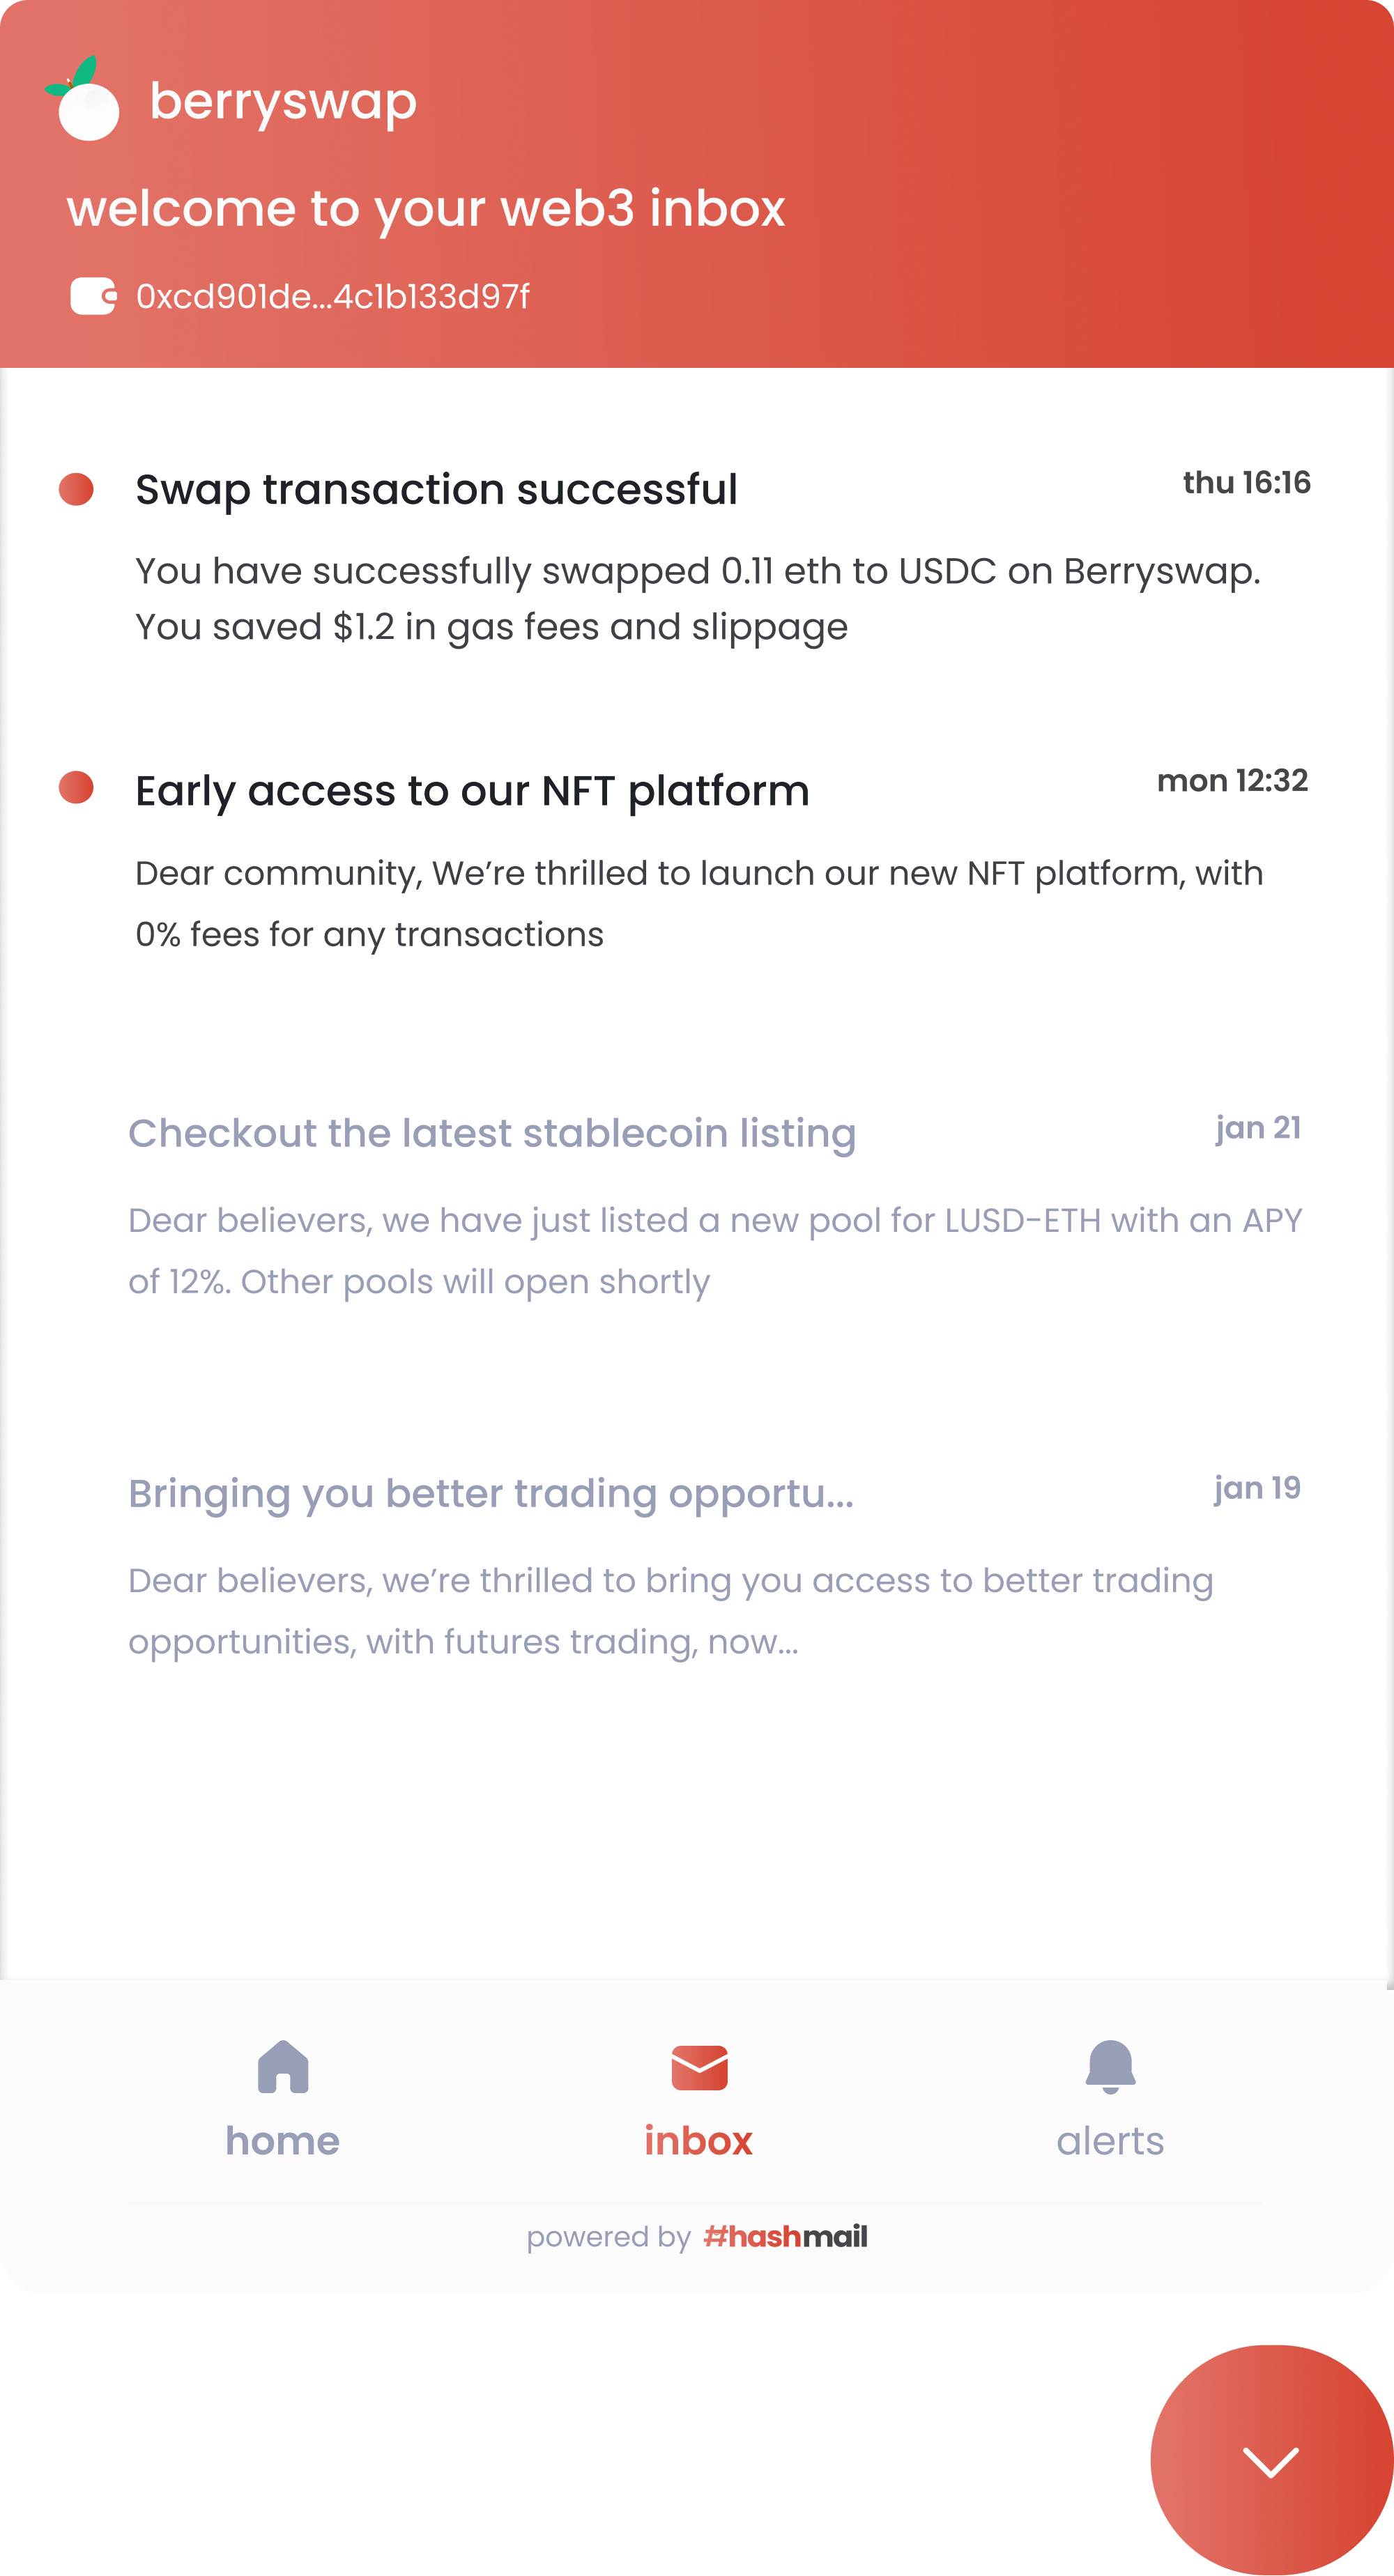 berryswap
welcome to your web3 inbox
0xcd901de...4c1b133d97f
Swap transaction successful
thu 16:16
You have successfully swapped 0.11 eth to USDC on Berryswap.
You saved $1.2 in gas fees and slippage
Early access to our NFT platform
mon 12:32
Dear community, We’re thrilled to launch our new NFT platform, with
0% fees for any transactions
Checkout the latest stablecoin listing
jan 21
Dear believers, we have just listed a new pool for LUSD-ETH with an APY
of 12%. Other pools will open shortly
Bringing you better trading opportu...
jan 19
Dear believers, we’re thrilled to bring you access to better trading
opportunities, with futures trading, now...
home
inbox
alerts
powered by #hashmail